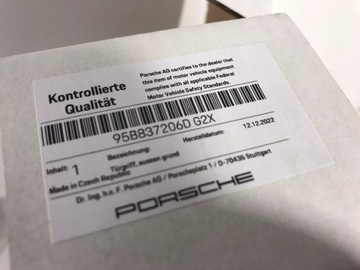 Kontrollierte
Qualität
Porsche AG certifies to the dealer that
this item of motor vehicle equipment
complies with all applicable Federal
Motor Vehicle Safety Standards.
95B837206D G2X
Inhalt: 1
Bezeichnung:
Türgriff, aussen grund
Herstelldatum:
12.12.2022
Made in Czech Republic
Dr. Ing. h.c. F. Porsche AG / Porscheplatz 1 / D-70435 Stuttgart
PORSCHE